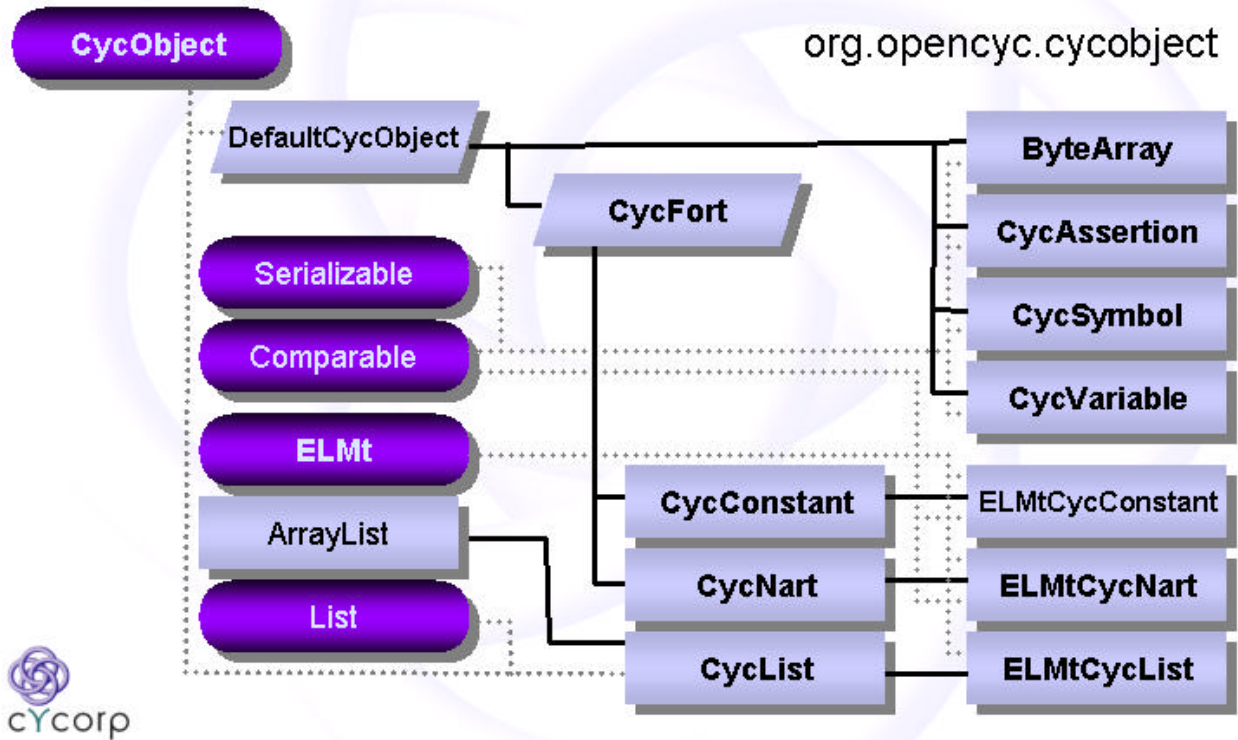 CycObject
org.opencyc.cycobject
DefaultCycObject
ByteArray
CycFort
CycAssertion
Serializable
CycSymbol
Comparable
CycVariable
ELMt
CycConstant
ELMtCycConstant
ArrayList
CycNart
ELMtCycNart
List
CycList
ELMtCycList
cYcorp